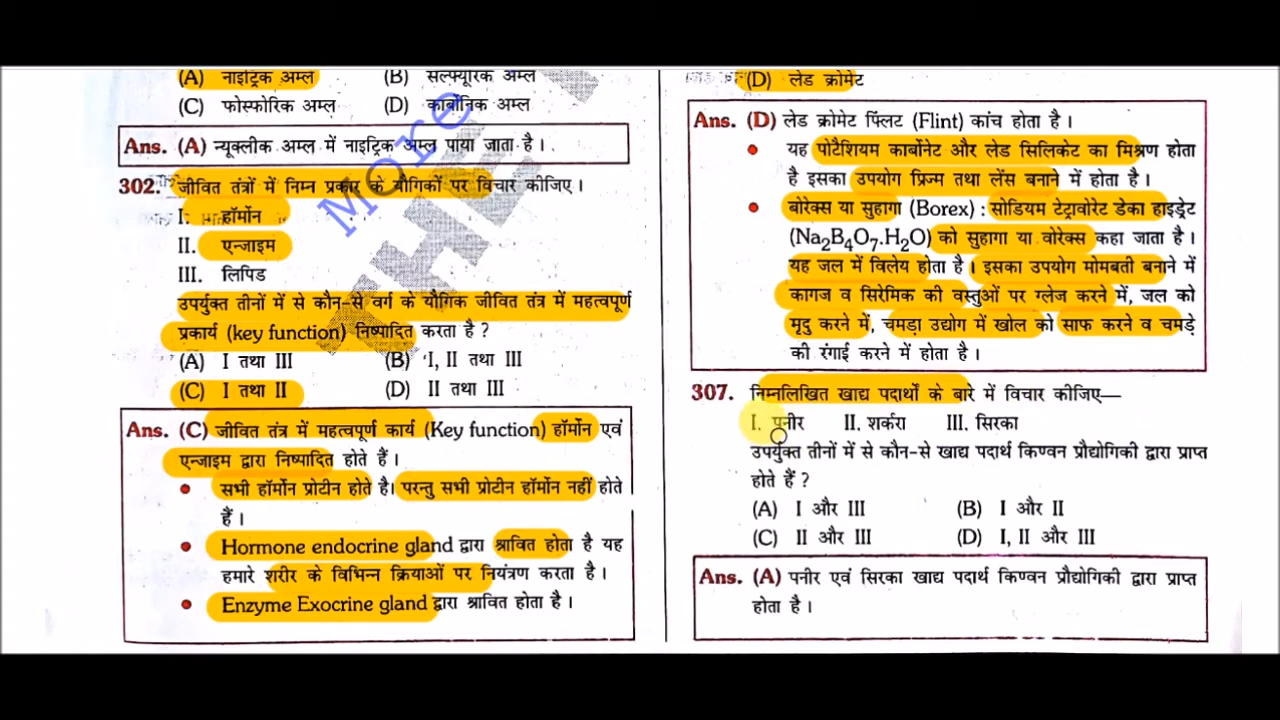 (A) नाइट्रिक अम्ल (B) सल्फ्यूरिक अम्ल
(C) फोस्फोरिक अम्ल (D) कार्बोनिक अम्ल
Ans. (A) न्यूक्लीक अम्ल में नाइट्रिक अम्ल पाया जाता है।
302. जीवित तंत्रों में निम्न प्रकार के यौगिकों पर विचार कीजिए।
I. हॉर्मोन
II. एन्जाइम
III. लिपिड
उपर्युक्त तीनों में से कौन-से वर्ग के यौगिक जीवित तंत्र में महत्वपूर्ण
प्रकार्य (key function) निष्पादित करता है ?
(A) I तथा III (B) I, II तथा III
(C) I तथा II (D) II तथा III
Ans. (C) जीवित तंत्र में महत्वपूर्ण कार्य (Key function) हॉर्मोन एवं
एन्जाइम द्वारा निष्पादित होते हैं।
• सभी हॉर्मोन प्रोटीन होते है। परन्तु सभी प्रोटीन हॉर्मोन नहीं होते
हैं।
• Hormone endocrine gland द्वारा श्रावित होता है यह
हमारे शरीर के विभिन्न क्रियाओं पर नियंत्रण करता है।
• Enzyme Exocrine gland द्वारा श्रावित होता है।
More
THE
(D) लेड क्रोमेट
Ans. (D) लेड क्रोमेट फ्लिंट (Flint) कांच होता है।
• यह पोटैशियम कार्बोनेट और लेड सिलिकेट का मिश्रण होता
है इसका उपयोग प्रिज्म तथा लेंस बनाने में होता है।
• बोरेक्स या सुहागा (Borex) : सोडियम टेट्रावोरेट डेका हाइड्रेट
(Na₂B₄O₇.H₂O) को सुहागा या वोरेक्स कहा जाता है।
यह जल में विलेय होता है। इसका उपयोग मोमबती बनाने में
कागज व सिरेमिक की वस्तुओं पर ग्लेज करने में, जल को
मृदु करने में, चमड़ा उद्योग में खोल को साफ करने व चमड़े
की रंगाई करने में होता है।
307. निम्नलिखित खाद्य पदार्थों के बारे में विचार कीजिए—
I. पनीर II. शर्करा III. सिरका
उपर्युक्त तीनों में से कौन-से खाद्य पदार्थ किण्वन प्रौद्योगिकी द्वारा प्राप्त
होते हैं ?
(A) I और III (B) I और II
(C) II और III (D) I, II और III
Ans. (A) पनीर एवं सिरका खाद्य पदार्थ किण्वन प्रौद्योगिकी द्वारा प्राप्त
होता है।